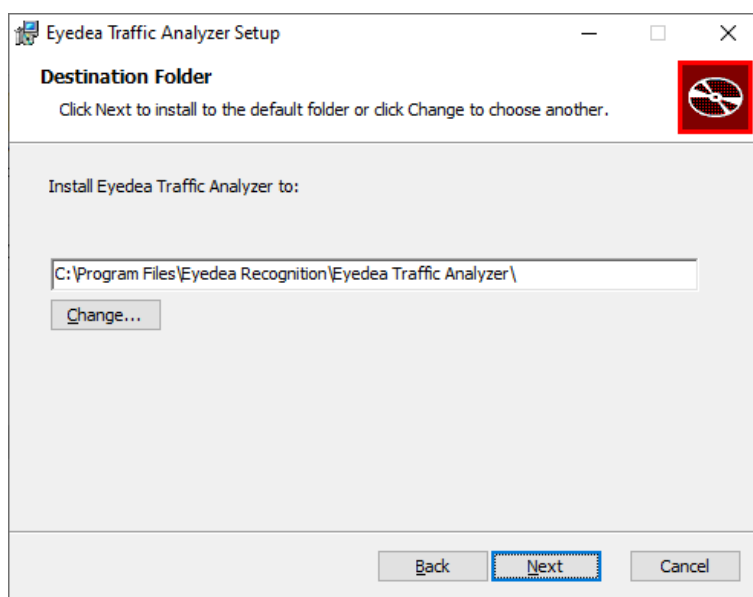 Eyedea Traffic Analyzer Setup
Destination Folder
Click Next to install to the default folder or click Change to choose another.
Install Eyedea Traffic Analyzer to:
C:\Program Files\Eyedea Recognition\Eyedea Traffic Analyzer\
Change...
Back Next Cancel